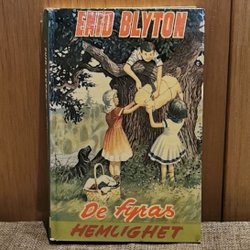 ENID BLYTON
De fyras
HEMLIGHET